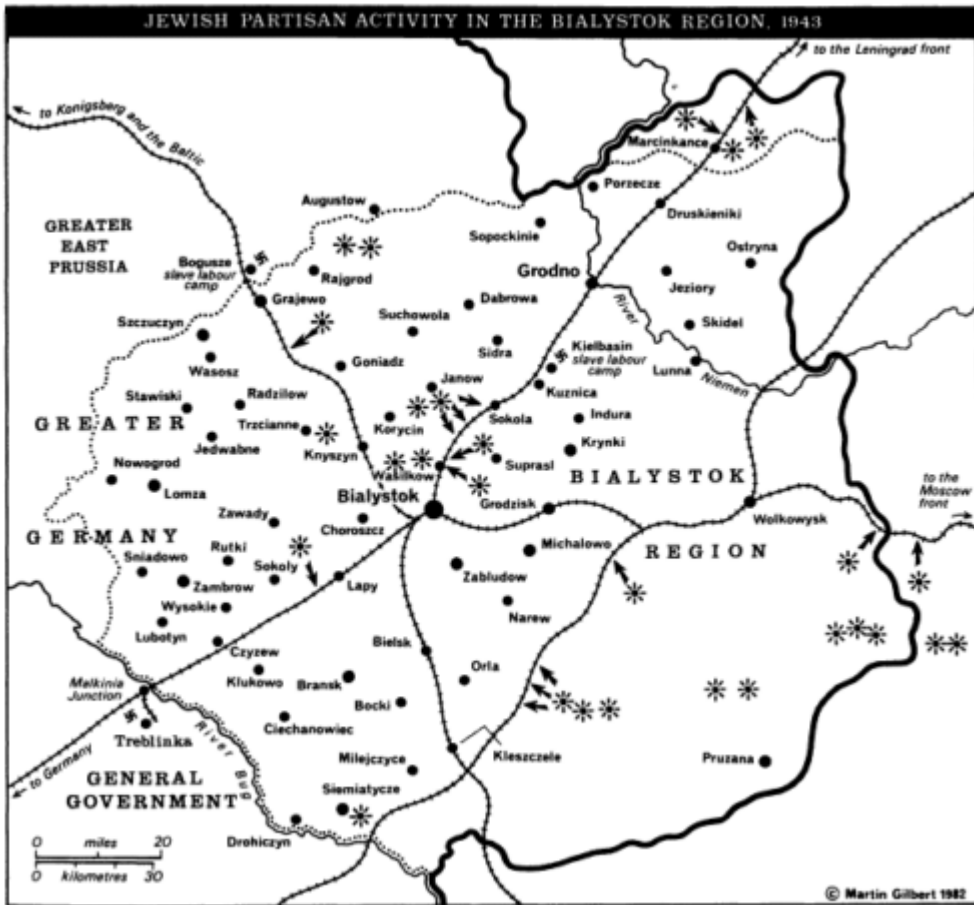 JEWISH PARTISAN ACTIVITY IN THE BIALYSTOK REGION, 1943
to the Leningrad front
to Konigsberg and the Baltic
Marcinkance
Porzecze
Augustow
Druskieniki
GREATER
EAST
PRUSSIA
Sopockinie
Ostryna
Bogusze
slave labour
camp
Rajgrod
Grodno
Jeziory
Grajewo
Dabrowa
Suchowola
River
Skidel
Szczuczyn
Sidra
Kielbasin
slave labour
camp
Wasosz
Goniadz
Lunna
Niemen
Janow
Kuznica
Stawiski
Radzilow
Sokola
Indura
GREATER
Trzcianne
Korycin
Jedwabne
Knyszyn
Krynki
Suprasl
Nowogrod
Wasilkow
BIALYSTOK
to the
Moscow
front
Lomza
Bialystok
Grodzisk
Zawady
Choroszcz
Wolkowysk
GERMANY
Michalowo
REGION
Sniadowo
Rutki
Sokoly
Zabludow
Zambrow
Lapy
Wysokie
Narew
Lubotyn
Czyzew
Bielsk
Klukowo
Orla
Malkinia
Junction
Bransk
Bocki
Ciechanowiec
Treblinka
River Bug
Kleszczele
to Germany
Milejczyce
Pruzana
GENERAL
GOVERNMENT
Siemiatycze
Drohiczyn
0 miles 20
0 kilometres 30
© Martin Gilbert 1982